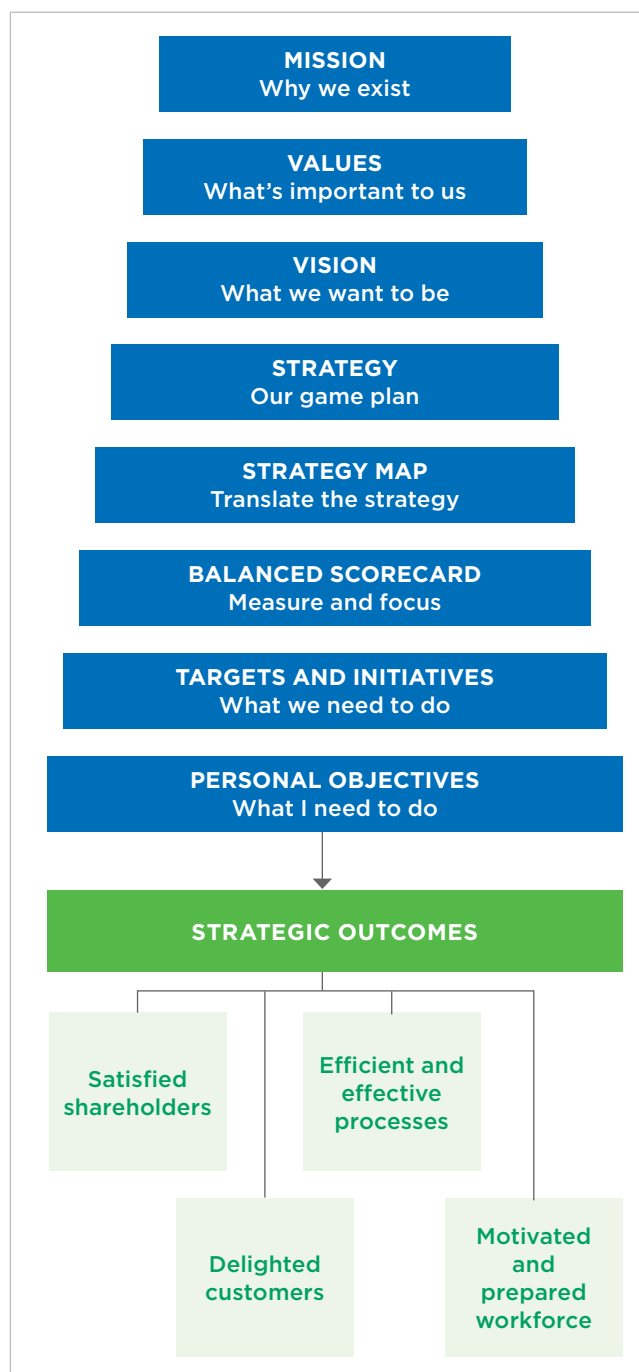 MISSION
Why we exist
VALUES
What’s important to us
VISION
What we want to be
STRATEGY
Our game plan
STRATEGY MAP
Translate the strategy
BALANCED SCORECARD
Measure and focus
TARGETS AND INITIATIVES
What we need to do
PERSONAL OBJECTIVES
What I need to do
STRATEGIC OUTCOMES
Satisfied
shareholders
Efficient and
effective
processes
Delighted
customers
Motivated
and
prepared
workforce